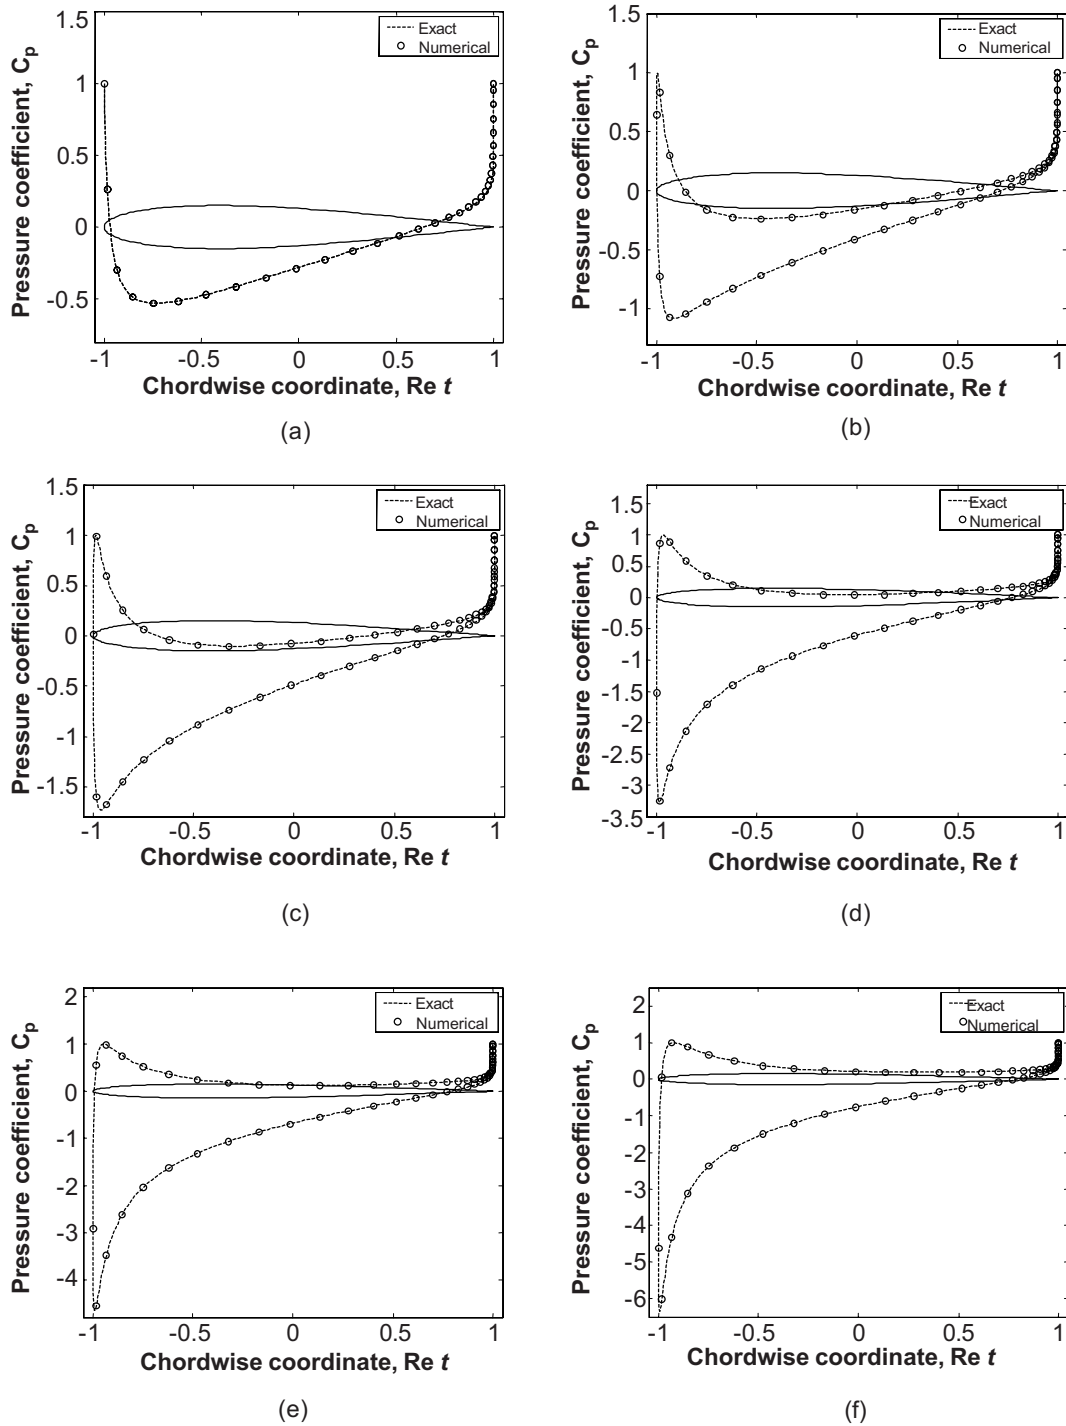 1.5
1
0.5
0
-0.5
-1
-0.5
0
0.5
1
Pressure coefficient, Cp
Chordwise coordinate, Re t
Exact
Numerical
(a)
1.5
1
0.5
0
-0.5
-1
-1
-0.5
0
0.5
1
Pressure coefficient, Cp
Chordwise coordinate, Re t
Exact
Numerical
(b)
1.5
1
0.5
0
-0.5
-1
-1.5
-1
-0.5
0
0.5
1
Pressure coefficient, Cp
Chordwise coordinate, Re t
Exact
Numerical
(c)
1.5
1
0.5
0
-0.5
-1
-1.5
-2
-2.5
-3
-3.5
-1
-0.5
0
0.5
1
Pressure coefficient, Cp
Chordwise coordinate, Re t
Exact
Numerical
(d)
2
1
0
-1
-2
-3
-4
-1
-0.5
0
0.5
1
Pressure coefficient, Cp
Chordwise coordinate, Re t
Exact
Numerical
(e)
2
1
0
-1
-2
-3
-4
-5
-6
-1
-0.5
0
0.5
1
Pressure coefficient, Cp
Chordwise coordinate, Re t
Exact
Numerical
(f)